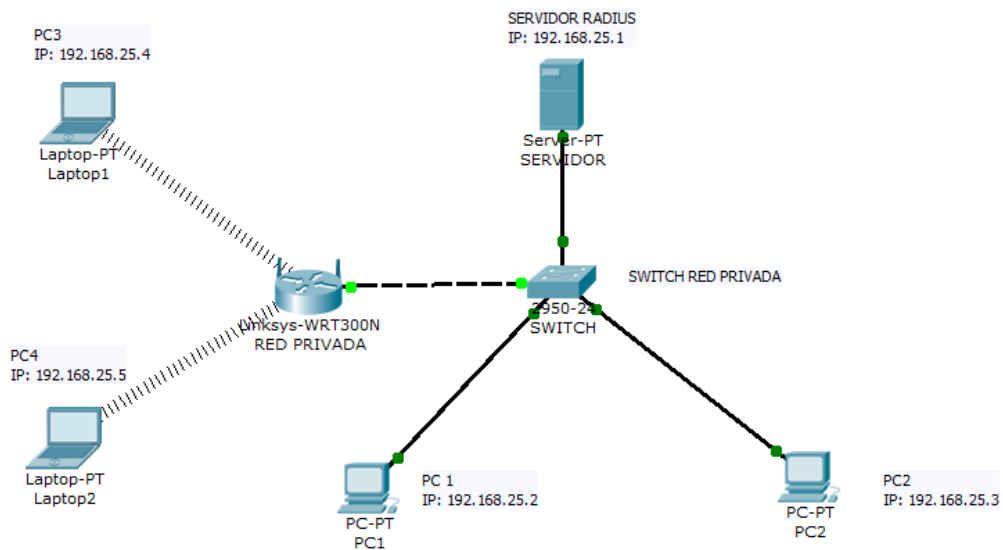 SERVIDOR RADIUS
IP: 192.168.25.1
PC3
IP: 192.168.25.4
Server-PT
SERVIDOR
Laptop-PT
Laptop1
SWITCH RED PRIVADA
2950-24
SWITCH
Linksys-WRT300N
RED PRIVADA
PC4
IP: 192.168.25.5
Laptop-PT
Laptop2
PC 1
IP: 192.168.25.2
PC-PT
PC1
PC2
IP: 192.168.25.3
PC-PT
PC2